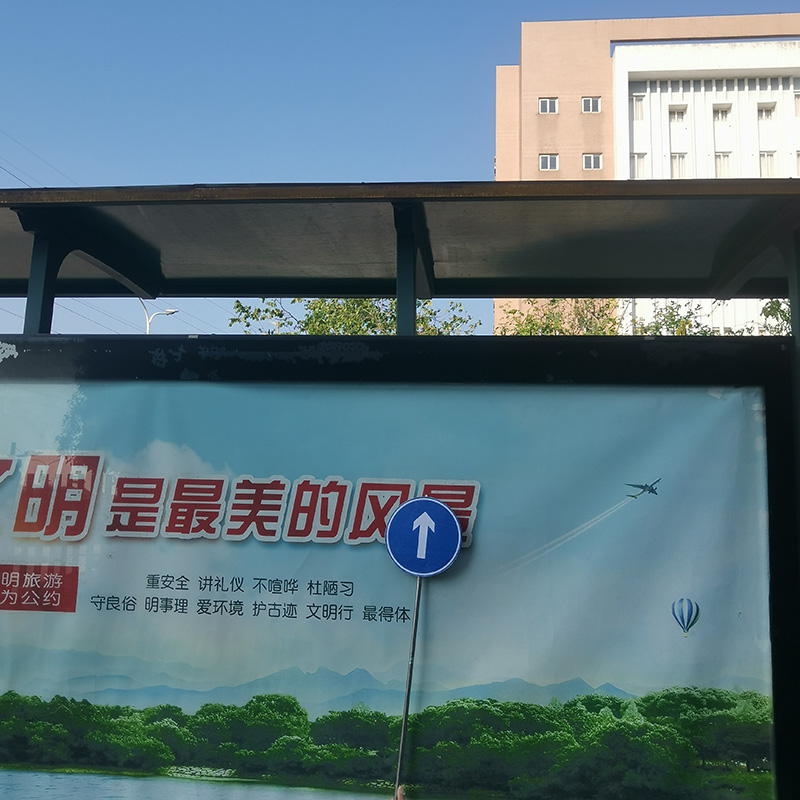 明是最美的风景
明旅游
为公约
重安全 讲礼仪 不喧哗 杜陋习
守良俗 明事理 爱环境 护古迹 文明行 最得体